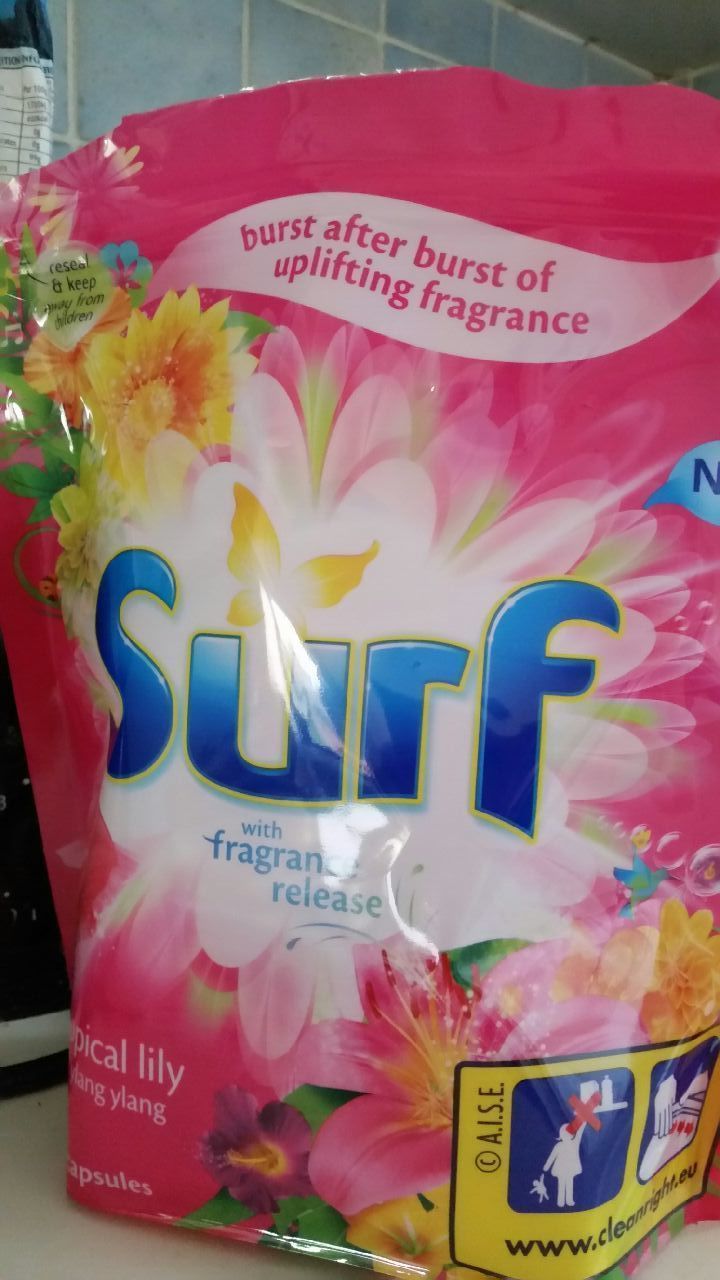 burst after burst of
uplifting fragrance
reseal
& keep
away from
children
N
Surf
with
fragrance
release
pical lily
ylang ylang
apsules
© A.I.S.E.
www.cleanright.eu